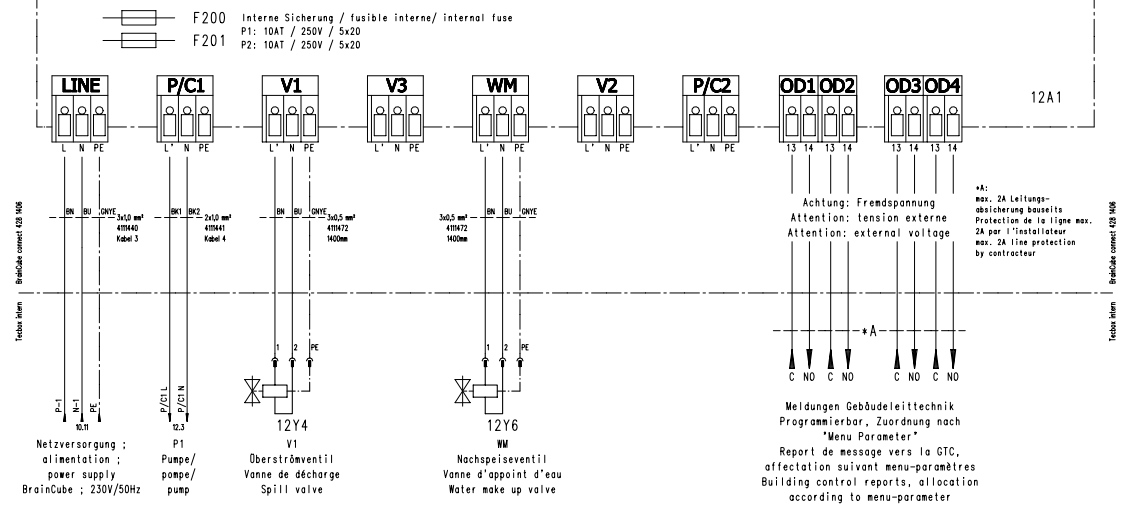 F200 Interne Sicherung / fusible interne/ internal fuse
P1: 10AT / 250V / 5x20
F201 P2: 10AT / 250V / 5x20
LINE P/C1 V1 V3 WM V2 P/C2 OD1 OD2 OD3 OD4
12A1
L N PE L' N PE L' N PE L' N PE L' N PE L' N PE L' N PE 13 14 13 14 13 14 13 14
BN BU GNYE
3x1,0 mm²
4111440
Kabel 3
BK1 BK2
2x1,0 mm²
4111441
Kabel 4
BN BU GNYE
3x0,5 mm²
4111472
1400mm
3x0,5 mm²
4111472
1400mm
BN BU GNYE
Achtung: Fremdspannung
Attention: tension externe
Attention: external voltage
*A:
max. 2A Leitungs-
absicherung bauseits
Protection de la ligne max.
2A par l'installateur
max. 2A line protection
by contracteur
BrainCube connect 428 1406
BrainCube connect 428 1406
Tecbox intern
Tecbox intern
*A
1 2 PE
1 2 PE
C NO C NO C NO C NO
P-1 N-1 PE
10.11
P/C1 L P/C1 N
12.3
12Y4
12Y6
Netzversorgung ;
alimentation ;
power supply
BrainCube ; 230V/50Hz
P1
Pumpe/
pompe/
pump
V1
Überströmventil
Vanne de décharge
Spill valve
WM
Nachspeiseventil
Vanne d'appoint d'eau
Water make up valve
Meldungen Gebäudeleittechnik
Programmierbar, Zuordnung nach
"Menu Parameter"
Report de message vers la GTC,
affectation suivant menu-paramètres
Building control reports, allocation
according to menu-parameter